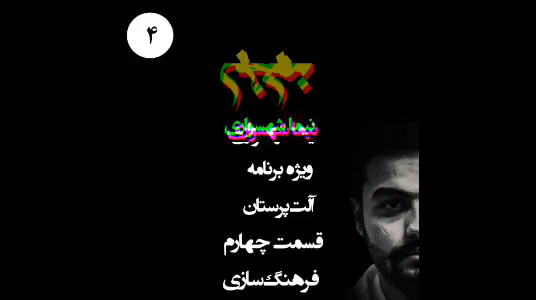 ۴
نیما شهسواری
ویژه برنامه
آلت‌پرستان
قسمت چهارم
فرهنگ‌سازی